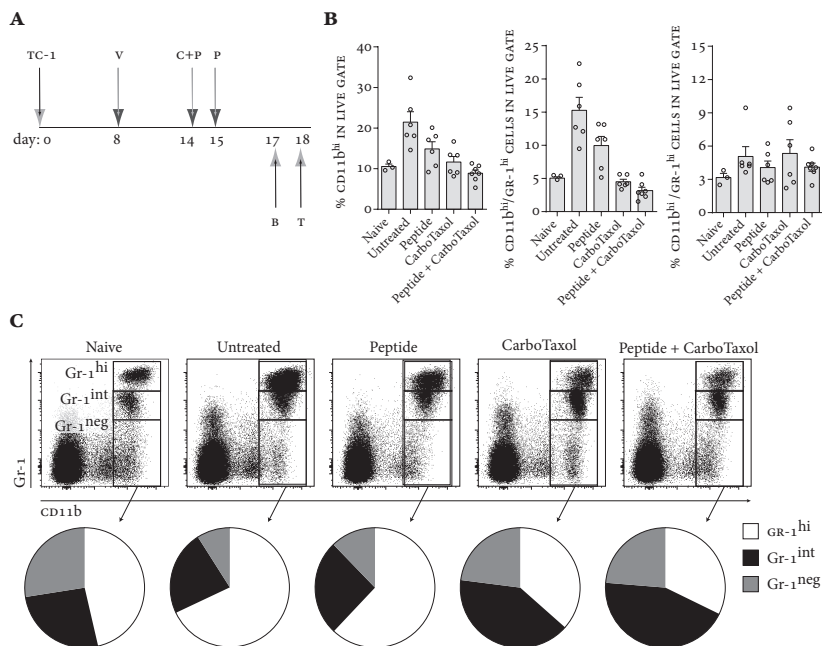 A
TC-1 V C+P P
day: 0 8 14 15 17 18
B T
B
% CD11b^hi IN LIVE GATE
40
30
20
10
0
Naive
Untreated
Peptide
CarboTaxol
Peptide + CarboTaxol
% CD11b^hi/GR-1^hi CELLS IN LIVE GATE
25
20
15
10
5
0
Naive
Untreated
Peptide
CarboTaxol
Peptide + CarboTaxol
% CD11b^hi/GR-1^hi CELLS IN LIVE GATE
15
12
9
6
3
0
Naive
Untreated
Peptide
CarboTaxol
Peptide + CarboTaxol
C
Naive Untreated Peptide CarboTaxol Peptide + CarboTaxol
Gr-1^hi
Gr-1^int
Gr-1^neg
Gr-1
CD11b
GR-1^hi
Gr-1^int
Gr-1^neg